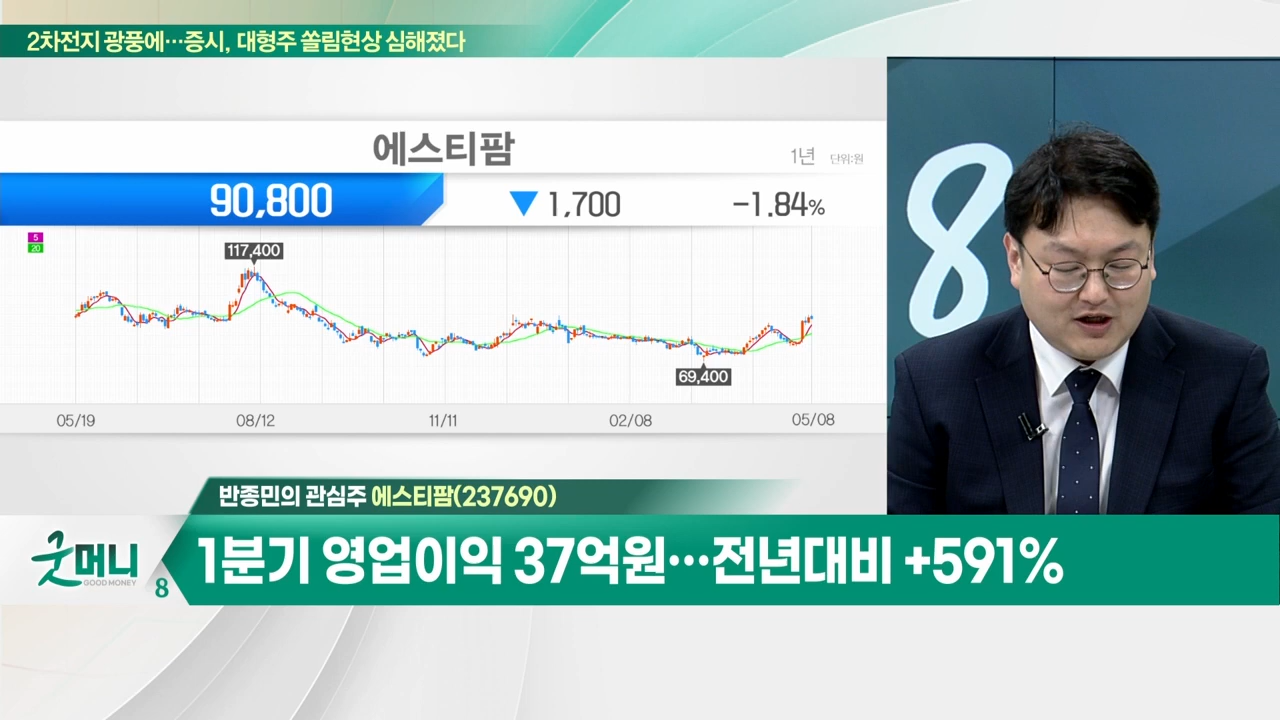 2차전지 광풍에…증시, 대형주 쏠림현상 심해졌다
에스티팜
1년 단위:원
90,800 ▼ 1,700 -1.84%
5
20
117,400
69,400
05/19 08/12 11/11 02/08 05/08
8
반종민의 관심주 에스티팜(237690)
굿머니
GOOD MONEY
8
1분기 영업이익 37억원…전년대비 +591%